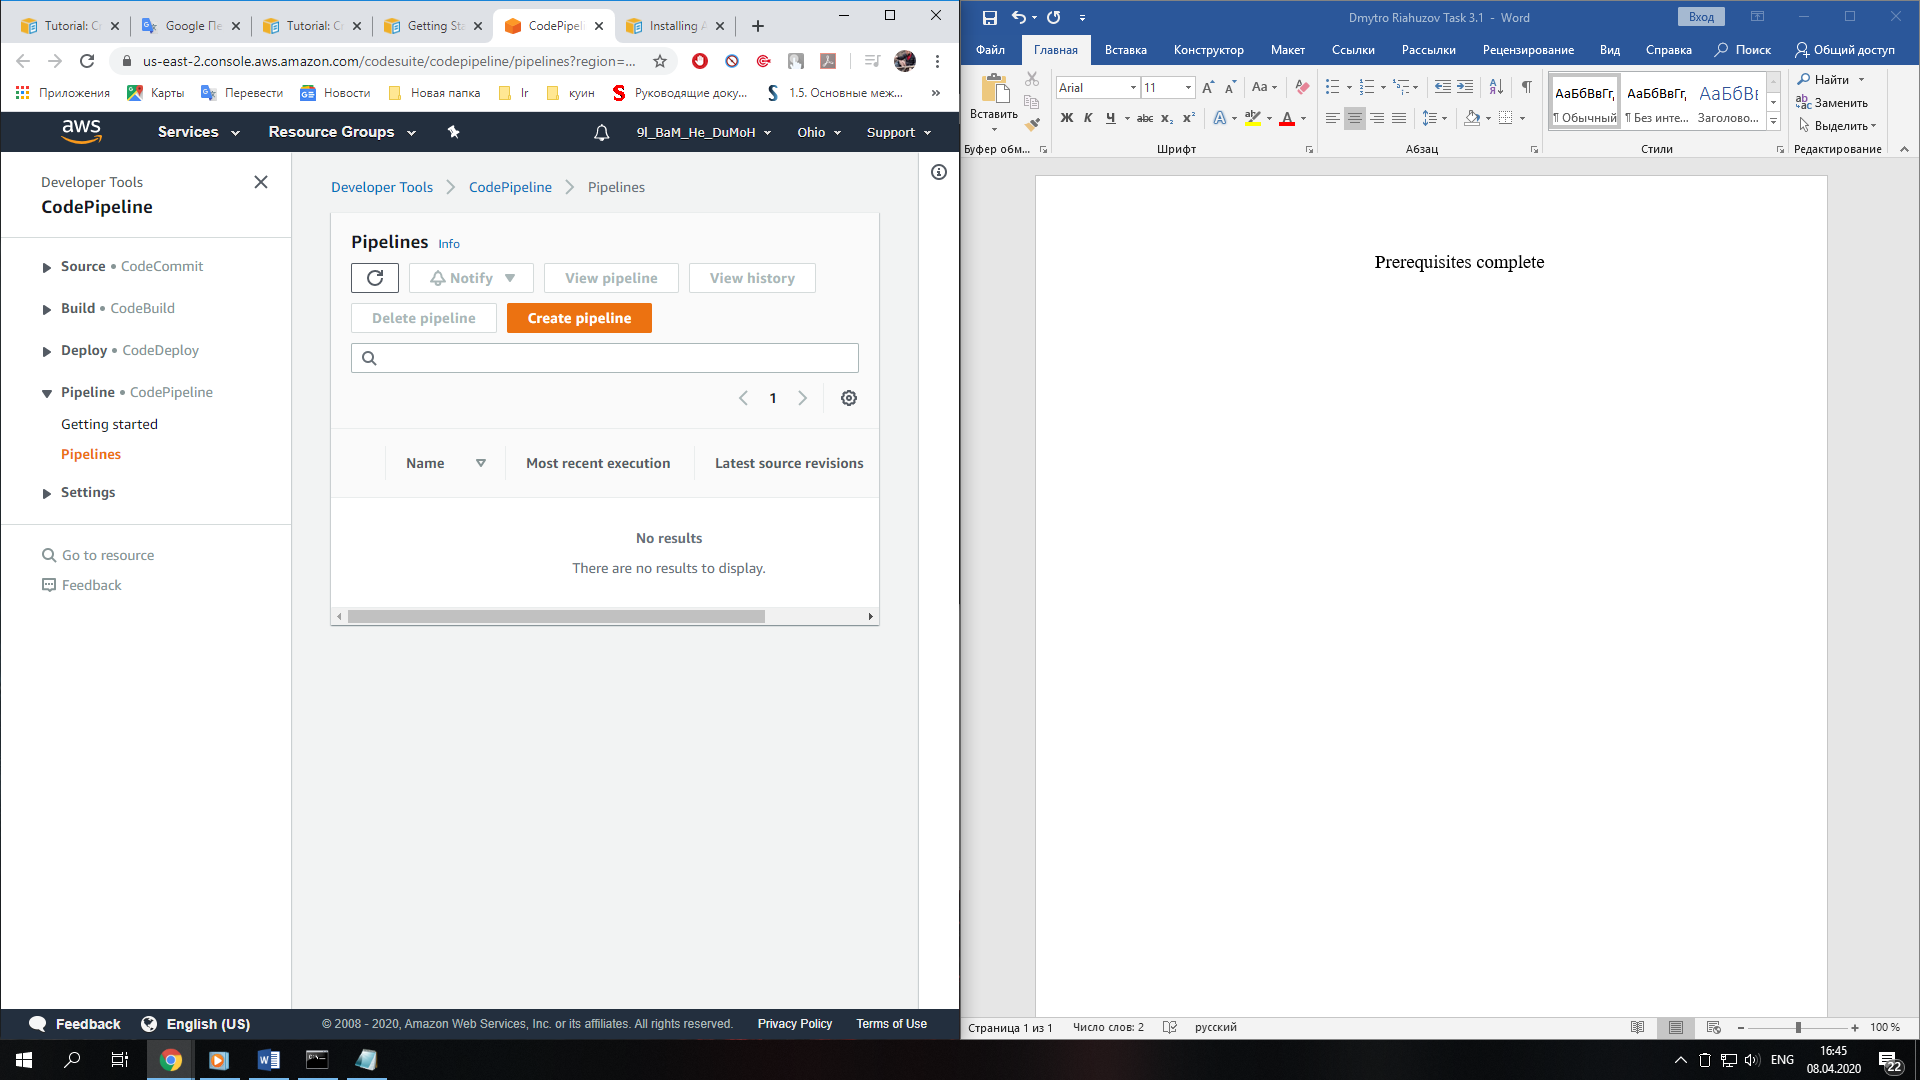 Tutorial: C
Google Пе
Tutorial: C
Getting Sta
CodePipeli
Installing A
us-east-2.console.aws.amazon.com/codesuite/codepipeline/pipelines?region=...
Приложения
Карты
Перевести
Новости
Новая папка
Ir
куин
Руководящие доку...
1.5. Основные меж...
»
aws
Services
Resource Groups
9l_BaM_He_DuMoH
Ohio
Support
Developer Tools
CodePipeline
Source • CodeCommit
Build • CodeBuild
Deploy • CodeDeploy
Pipeline • CodePipeline
Getting started
Pipelines
Settings
Go to resource
Feedback
Developer Tools
CodePipeline
Pipelines
Pipelines Info
Notify
View pipeline
View history
Delete pipeline
Create pipeline
1
Name
Most recent execution
Latest source revisions
No results
There are no results to display.
Feedback
English (US)
© 2008 - 2020, Amazon Web Services, Inc. or its affiliates. All rights reserved.
Privacy Policy
Terms of Use
Dmytro Riahuzov Task 3.1 - Word
Вход
Файл
Главная
Вставка
Конструктор
Макет
Ссылки
Рассылки
Рецензирование
Вид
Справка
Поиск
Общий доступ
Вставить
Буфер обм...
Arial
11
Aa
Ж К Ч abc x₂ x²
Шрифт
Абзац
АаБбВвГг,
АаБбВвГг,
АаБбВ
¶ Обычный
¶ Без инте...
Заголово...
Стили
Найти
Заменить
Выделить
Редактирование
Prerequisites complete
Страница 1 из 1
Число слов: 2
русский
100 %
ENG
16:45
08.04.2020
22